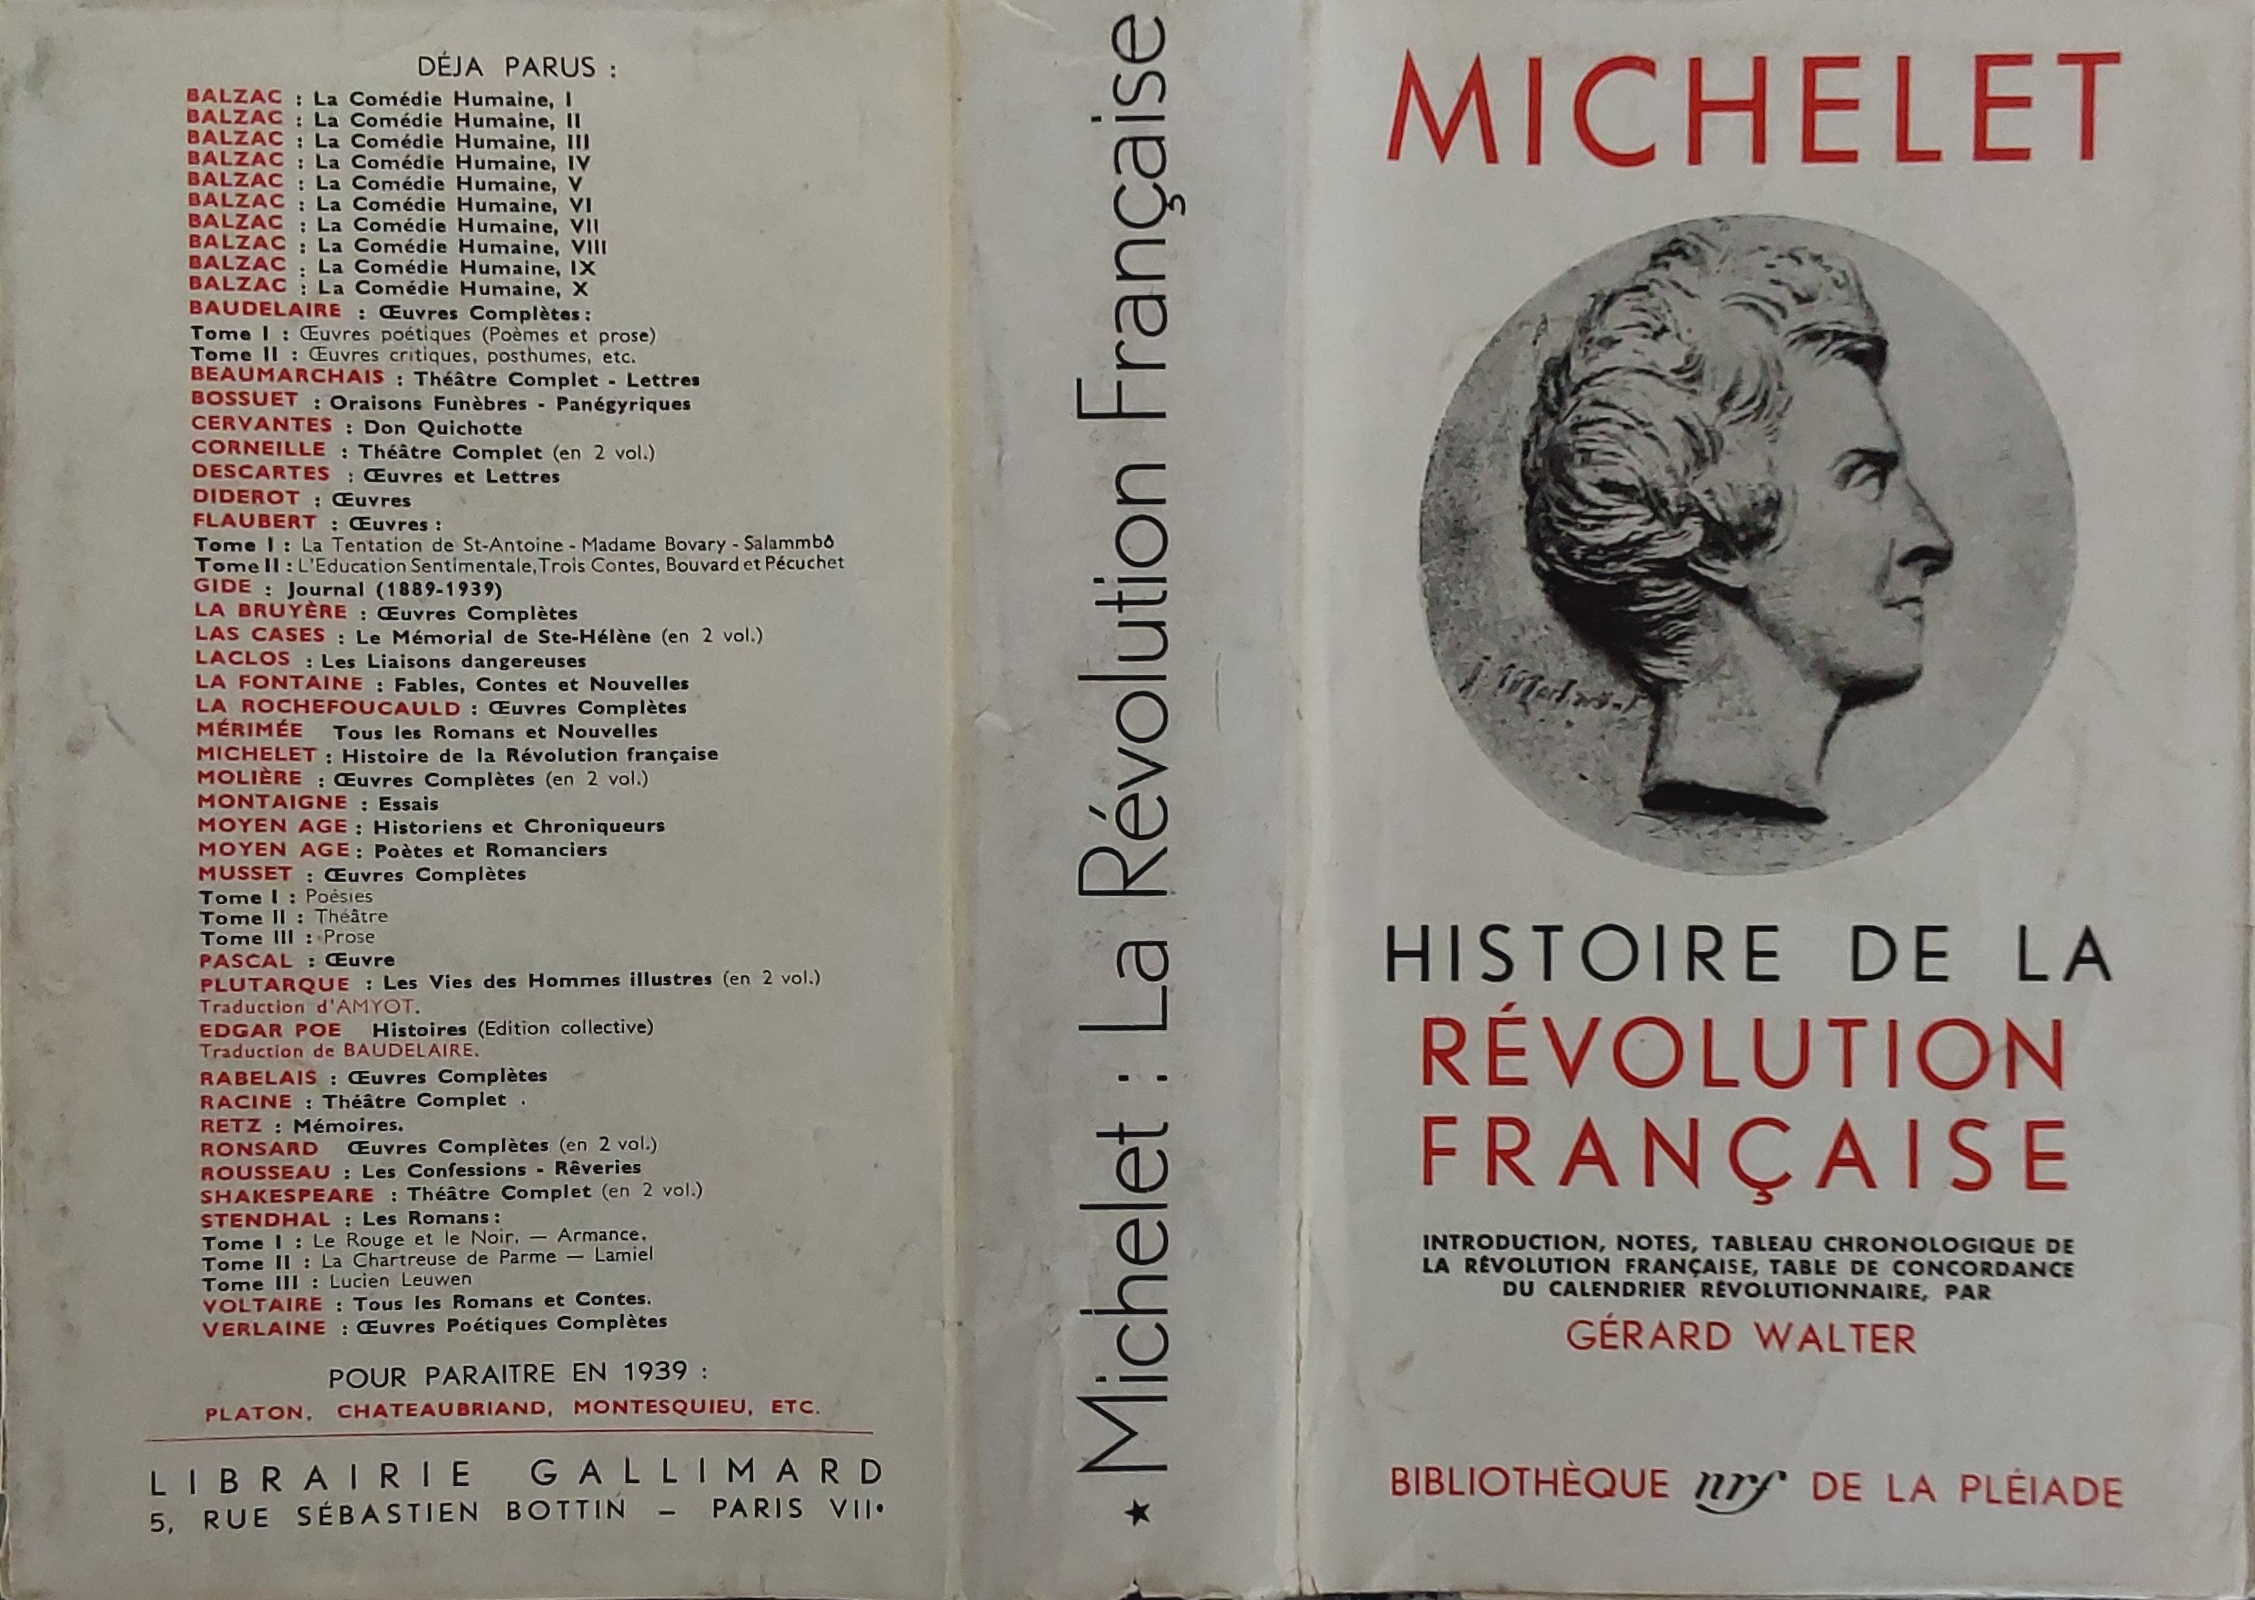 DÉJA PARUS :
BALZAC : La Comédie Humaine, I
BALZAC : La Comédie Humaine, II
BALZAC : La Comédie Humaine, III
BALZAC : La Comédie Humaine, IV
BALZAC : La Comédie Humaine, V
BALZAC : La Comédie Humaine, VI
BALZAC : La Comédie Humaine, VII
BALZAC : La Comédie Humaine, VIII
BALZAC : La Comédie Humaine, IX
BALZAC : La Comédie Humaine, X
BAUDELAIRE : Œuvres Complètes :
Tome I : Œuvres poétiques (Poèmes et prose)
Tome II : Œuvres critiques, posthumes, etc.
BEAUMARCHAIS : Théâtre Complet - Lettres
BOSSUET : Oraisons Funèbres - Panégyriques
CERVANTES : Don Quichotte
CORNEILLE : Théâtre Complet (en 2 vol.)
DESCARTES : Œuvres et Lettres
DIDEROT : Œuvres
FLAUBERT : Œuvres :
Tome I : La Tentation de St-Antoine - Madame Bovary - Salammbô
Tome II : L'Education Sentimentale, Trois Contes, Bouvard et Pécuchet
GIDE : Journal (1889-1939)
LA BRUYÈRE : Œuvres Complètes
LAS CASES : Le Mémorial de Ste-Hélène (en 2 vol.)
LACLOS : Les Liaisons dangereuses
LA FONTAINE : Fables, Contes et Nouvelles
LA ROCHEFOUCAULD : Œuvres Complètes
MÉRIMÉE Tous les Romans et Nouvelles
MICHELET : Histoire de la Révolution française
MOLIÈRE : Œuvres Complètes (en 2 vol.)
MONTAIGNE : Essais
MOYEN AGE : Historiens et Chroniqueurs
MOYEN AGE : Poètes et Romanciers
MUSSET : Œuvres Complètes
Tome I : Poésies
Tome II : Théâtre
Tome III : Prose
PASCAL : Œuvre
PLUTARQUE : Les Vies des Hommes illustres (en 2 vol.)
Traduction d'AMYOT.
EDGAR POE Histoires (Edition collective)
Traduction de BAUDELAIRE.
RABELAIS : Œuvres Complètes
RACINE : Théâtre Complet .
RETZ : Mémoires.
RONSARD Œuvres Complètes (en 2 vol.)
ROUSSEAU : Les Confessions - Rêveries
SHAKESPEARE : Théâtre Complet (en 2 vol.)
STENDHAL : Les Romans :
Tome I : Le Rouge et le Noir. — Armance.
Tome II : La Chartreuse de Parme — Lamiel
Tome III : Lucien Leuwen
VOLTAIRE : Tous les Romans et Contes.
VERLAINE : Œuvres Poétiques Complètes
POUR PARAITRE EN 1939 :
PLATON, CHATEAUBRIAND, MONTESQUIEU, ETC.
LIBRAIRIE GALLIMARD
5, RUE SÉBASTIEN BOTTIN – PARIS VIIe
★ Michelet : La Révolution Française
MICHELET
HISTOIRE DE LA
RÉVOLUTION
FRANÇAISE
INTRODUCTION, NOTES, TABLEAU CHRONOLOGIQUE DE
LA RÉVOLUTION FRANÇAISE, TABLE DE CONCORDANCE
DU CALENDRIER RÉVOLUTIONNAIRE, PAR
GÉRARD WALTER
BIBLIOTHÈQUE nrf DE LA PLÉIADE